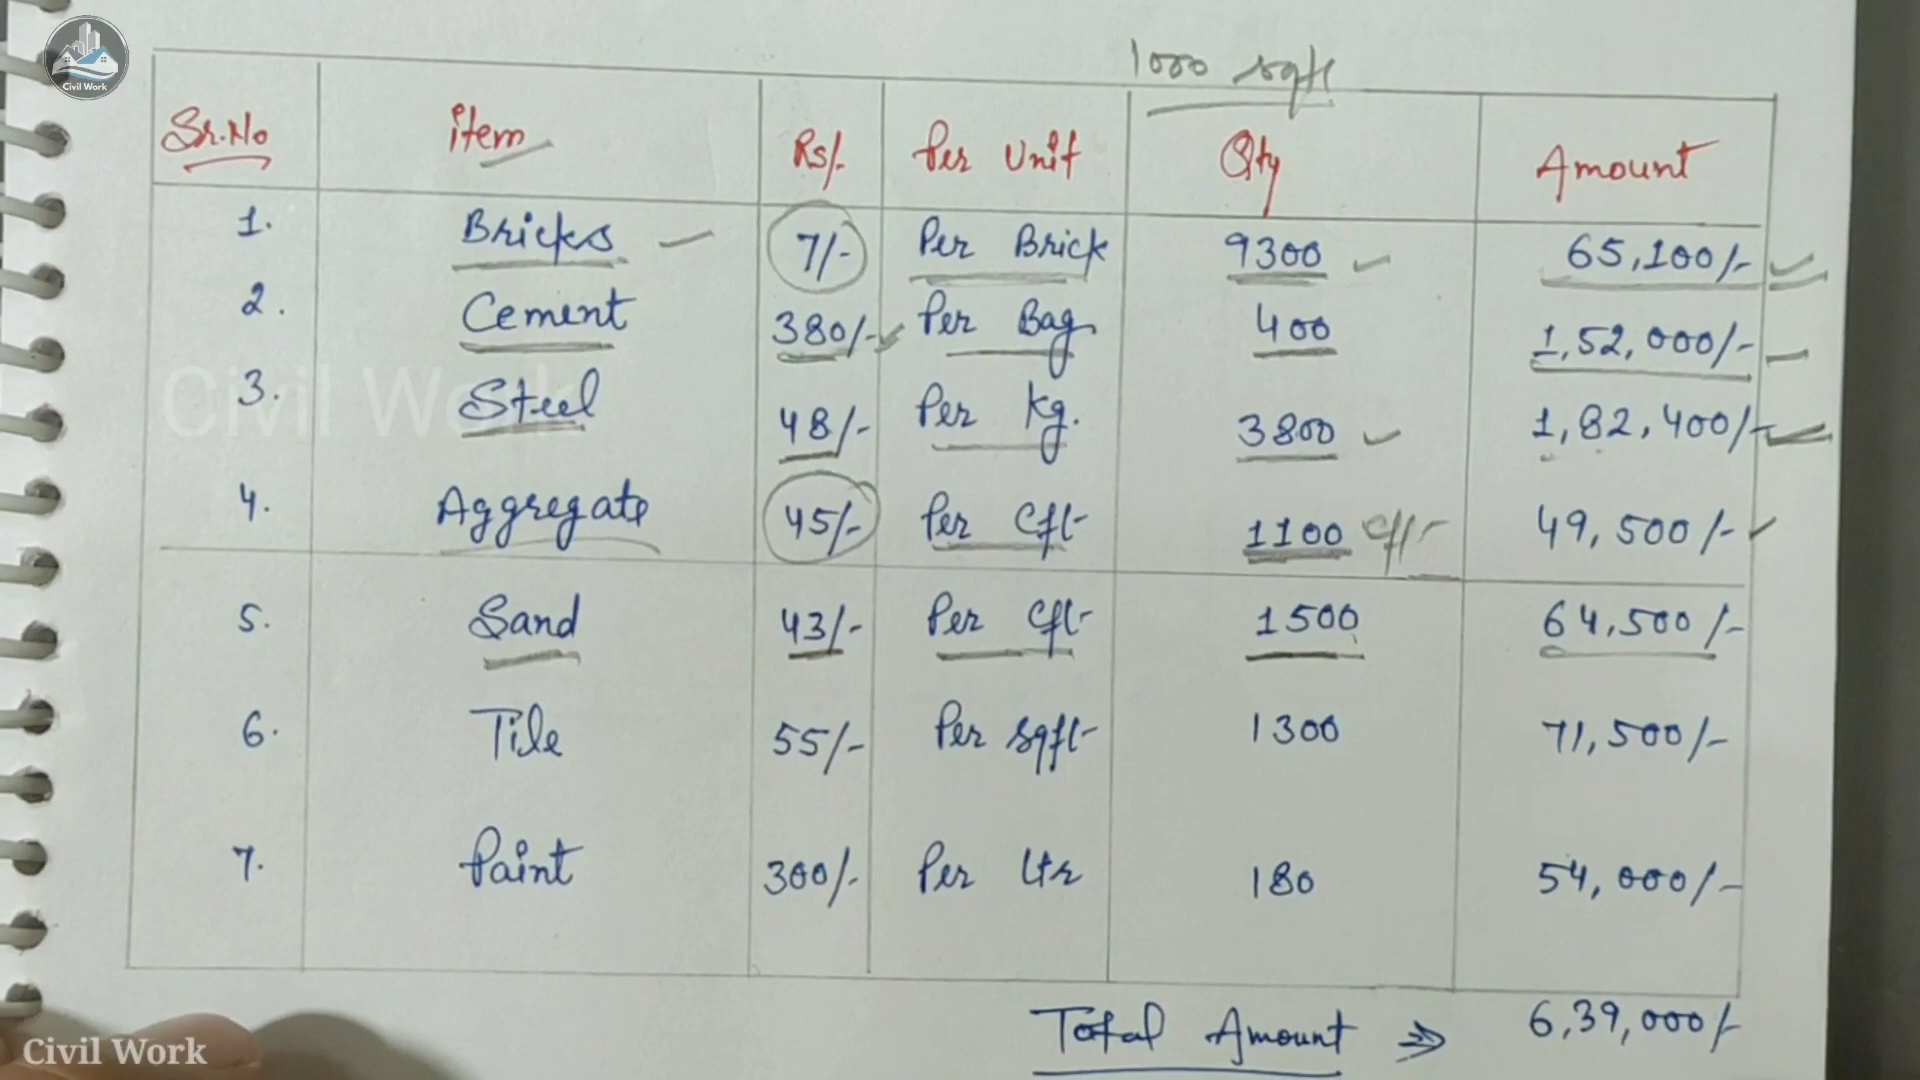 Civil Work
1000 sqft
Sr.No item Rs/- Per Unit Qty Amount
1. Bricks 7/- Per Brick 9300 65,100/-
2. Cement 380/- Per Bag 400 1,52,000/-
Civil Work
3. Steel 48/- Per kg. 3800 1,82,400/-
4. Aggregate 45/- Per Cft 1100 cft 49,500/-
5. Sand 43/- Per Cft 1500 64,500/-
6. Tile 55/- Per sqft 1300 71,500/-
7. Paint 300/- Per Ltr 180 54,000/-
Total Amount ⇒ 6,39,000/-
Civil Work